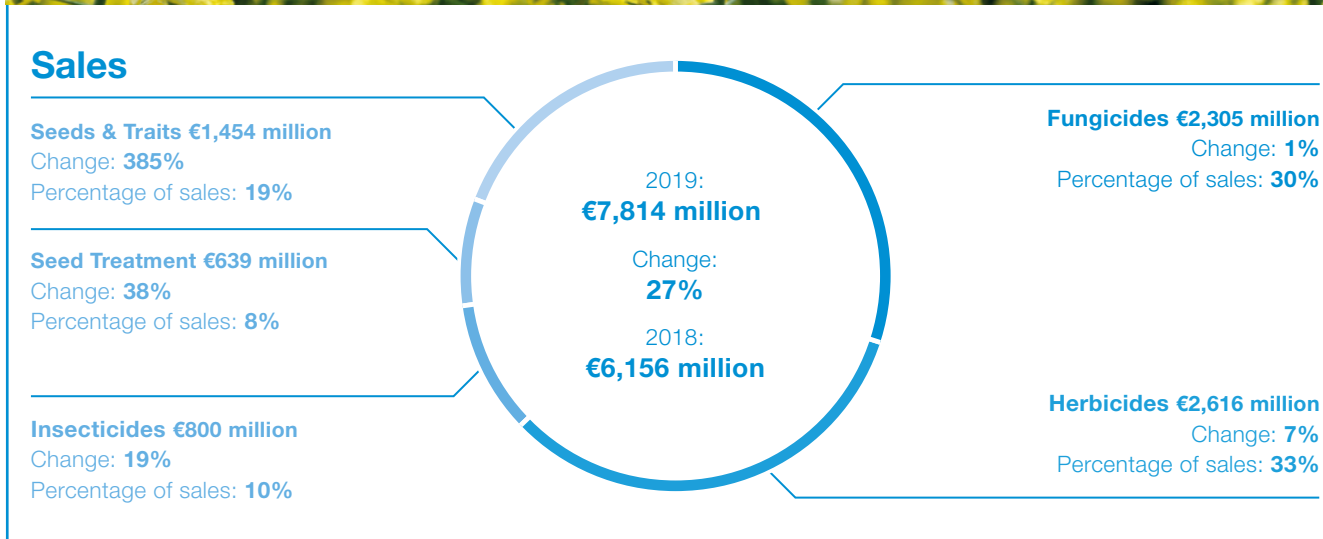 Sales
Seeds & Traits €1,454 million
Change: 385%
Percentage of sales: 19%
Seed Treatment €639 million
Change: 38%
Percentage of sales: 8%
Insecticides €800 million
Change: 19%
Percentage of sales: 10%
2019:
€7,814 million
Change:
27%
2018:
€6,156 million
Fungicides €2,305 million
Change: 1%
Percentage of sales: 30%
Herbicides €2,616 million
Change: 7%
Percentage of sales: 33%